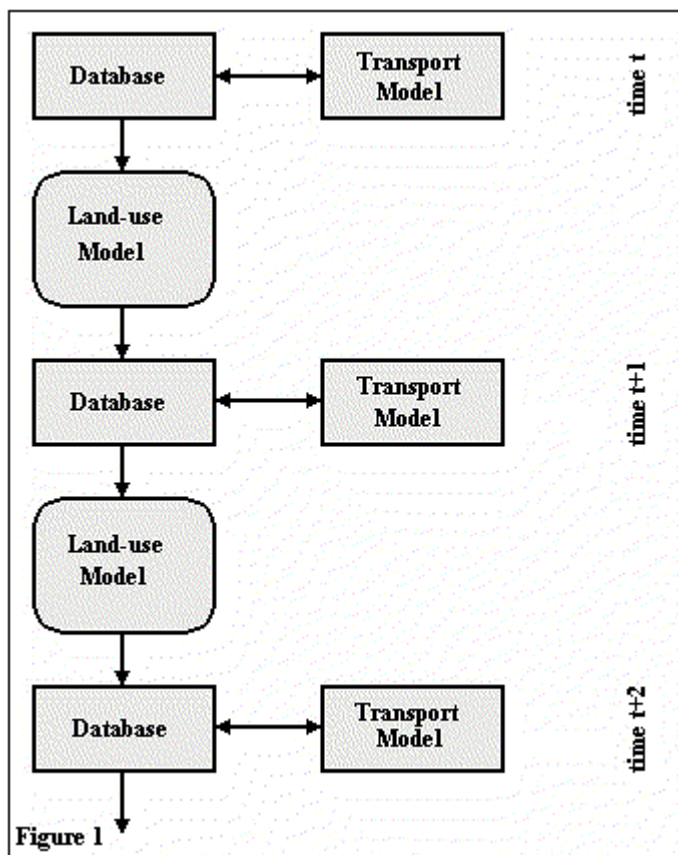 Database
Transport
Model
time t
Land-use
Model
Database
Transport
Model
time t+1
Land-use
Model
Database
Transport
Model
time t+2
Figure 1